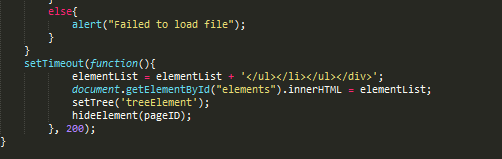 }
else{
alert("Failed to load file");
}
}
setTimeout(function(){
elementList = elementList + '</ul></li></ul></div>';
document.getElementById("elements").innerHTML = elementList;
setTree('treeElement');
hideElement(pageID);
}, 200);
}